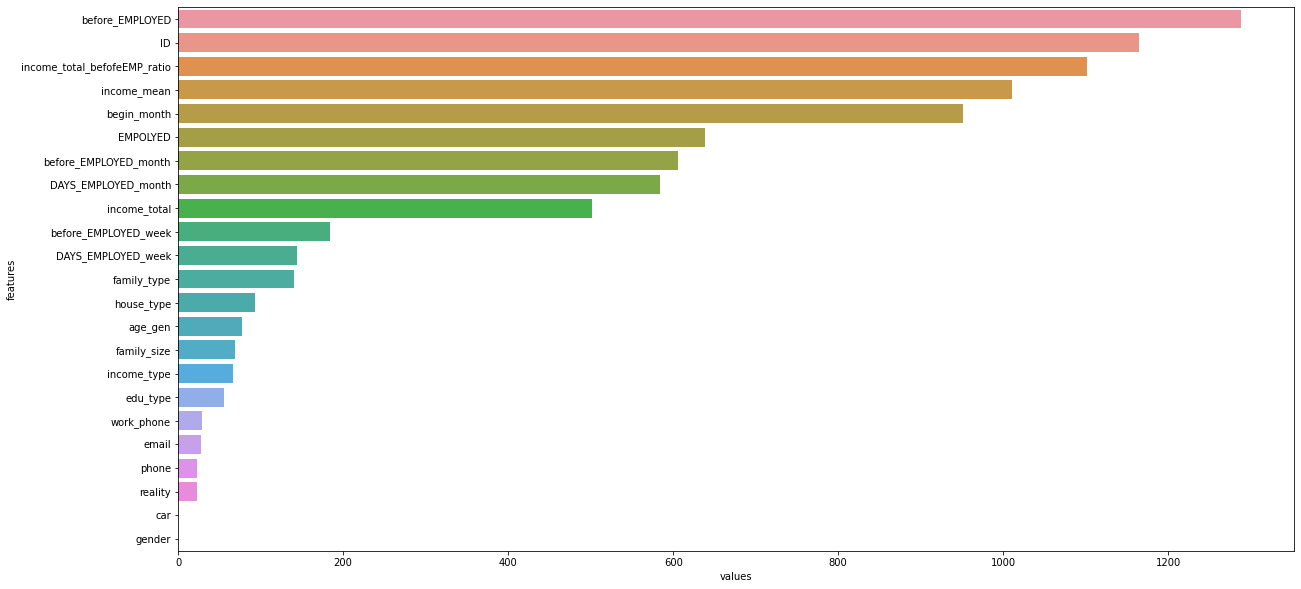 before_EMPLOYED
ID
income_total_befofeEMP_ratio
income_mean
begin_month
EMPOLYED
before_EMPLOYED_month
DAYS_EMPLOYED_month
income_total
before_EMPLOYED_week
DAYS_EMPLOYED_week
family_type
house_type
age_gen
family_size
income_type
edu_type
work_phone
email
phone
reality
car
gender
features
0 200 400 600 800 1000 1200
values